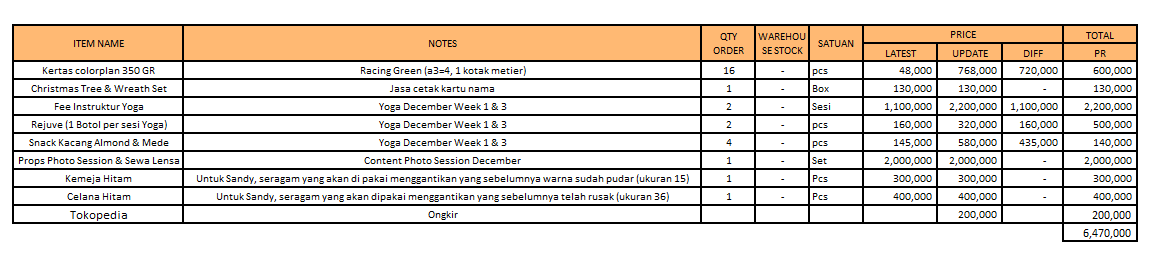 ITEM NAME NOTES QTY ORDER WAREHOU SE STOCK SATUAN PRICE TOTAL
LATEST UPDATE DIFF PR
Kertas colorplan 350 GR Racing Green (a3=4, 1 kotak metier) 16 - pcs 48,000 768,000 720,000 600,000
Christmas Tree & Wreath Set Jasa cetak kartu nama 1 - Box 130,000 130,000 - 130,000
Fee Instruktur Yoga Yoga December Week 1 & 3 2 - Sesi 1,100,000 2,200,000 1,100,000 2,200,000
Rejuve (1 Botol per sesi Yoga) Yoga December Week 1 & 3 2 - pcs 160,000 320,000 160,000 500,000
Snack Kacang Almond & Mede Yoga December Week 1 & 3 4 - pcs 145,000 580,000 435,000 140,000
Props Photo Session & Sewa Lensa Content Photo Session December 1 - Set 2,000,000 2,000,000 - 2,000,000
Kemeja Hitam Untuk Sandy, seragam yang akan di pakai menggantikan yang sebelumnya warna sudah pudar (ukuran 15) 1 - Pcs 300,000 300,000 - 300,000
Celana Hitam Untuk Sandy, seragam yang akan dipakai menggantikan yang sebelumnya telah rusak (ukuran 36) 1 - Pcs 400,000 400,000 - 400,000
Tokopedia Ongkir 200,000 200,000
6,470,000